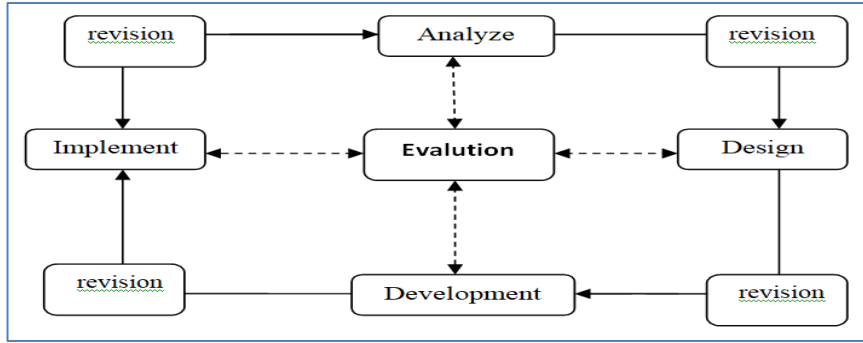 revision
Analyze
revision
Implement
Evalution
Design
revision
Development
revision